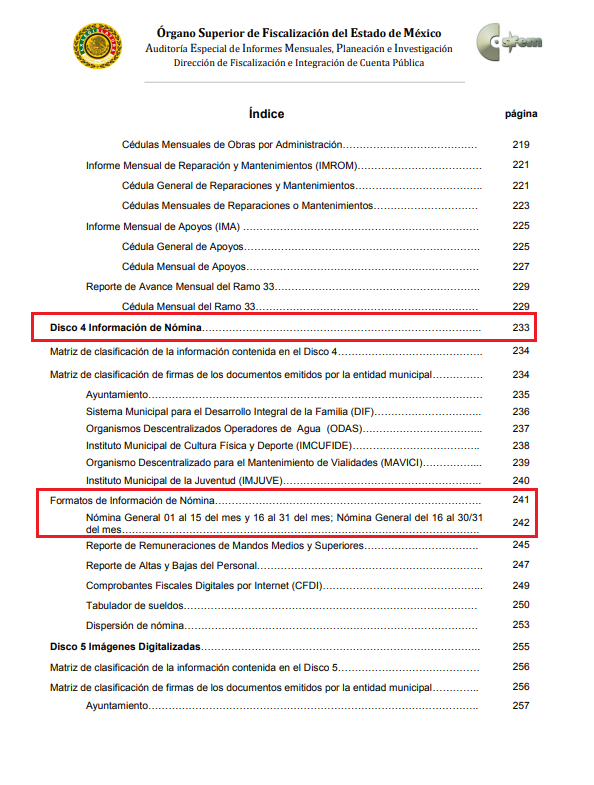 Órgano Superior de Fiscalización del Estado de México
Auditoría Especial de Informes Mensuales, Planeación e Investigación
Dirección de Fiscalización e Integración de Cuenta Pública
osfem
Índice página
Cédulas Mensuales de Obras por Administración………………………………… 219
Informe Mensual de Reparación y Mantenimientos (IMROM)……………………………… 221
Cédula General de Reparaciones y Mantenimientos……………………………….. 221
Cédulas Mensuales de Reparaciones o Mantenimientos………………………… 223
Informe Mensual de Apoyos (IMA) …………………………………………………………… 225
Cédula General de Apoyos…………………………………………………………… 225
Cédula Mensual de Apoyos………………………………………………………… 227
Reporte de Avance Mensual del Ramo 33………………………………………………… 229
Cédula Mensual del Ramo 33………………………………………………………… 229
Disco 4 Información de Nómina……………………………………………………………………….. 233
Matriz de clasificación de la información contenida en el Disco 4…………………………………… 234
Matriz de clasificación de firmas de los documentos emitidos por la entidad municipal…………… 234
Ayuntamiento…………………………………………………………………………………… 235
Sistema Municipal para el Desarrollo Integral de la Familia (DIF)………………………….. 236
Organismos Descentralizados Operadores de Agua (ODAS)…………………………….. 237
Instituto Municipal de Cultura Física y Deporte (IMCUFIDE)……………………………….. 238
Organismo Descentralizado para el Mantenimiento de Vialidades (MAVICI)……………... 239
Instituto Municipal de la Juventud (IMJUVE)………………………………………………… 240
Formatos de Información de Nómina…………………………………………………………………… 241
Nómina General 01 al 15 del mes y 16 al 31 del mes; Nómina General del 16 al 30/31
del mes………………………………………………………………………………………….. 242
Reporte de Remuneraciones de Mandos Medios y Superiores…………………………… 245
Reporte de Altas y Bajas del Personal……………………………………………………….. 247
Comprobantes Fiscales Digitales por Internet (CFDI)………………………………………... 249
Tabulador de sueldos………………………………………………………………………… 250
Dispersión de nómina………………………………………………………………………… 253
Disco 5 Imágenes Digitalizadas……………………………………………………………………….. 255
Matriz de clasificación de la información contenida en el Disco 5…………………………………… 256
Matriz de clasificación de firmas de los documentos emitidos por la entidad municipal………….. 256
Ayuntamiento………………………………………………………………………………….. 257